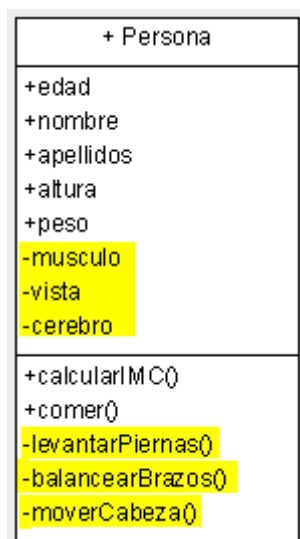 + Persona
+edad
+nombre
+apellidos
+altura
+peso
-musculo
-vista
-cerebro
+calcularIMC()
+comer()
-levantarPiernas()
-balancearBrazos()
-moverCabeza()